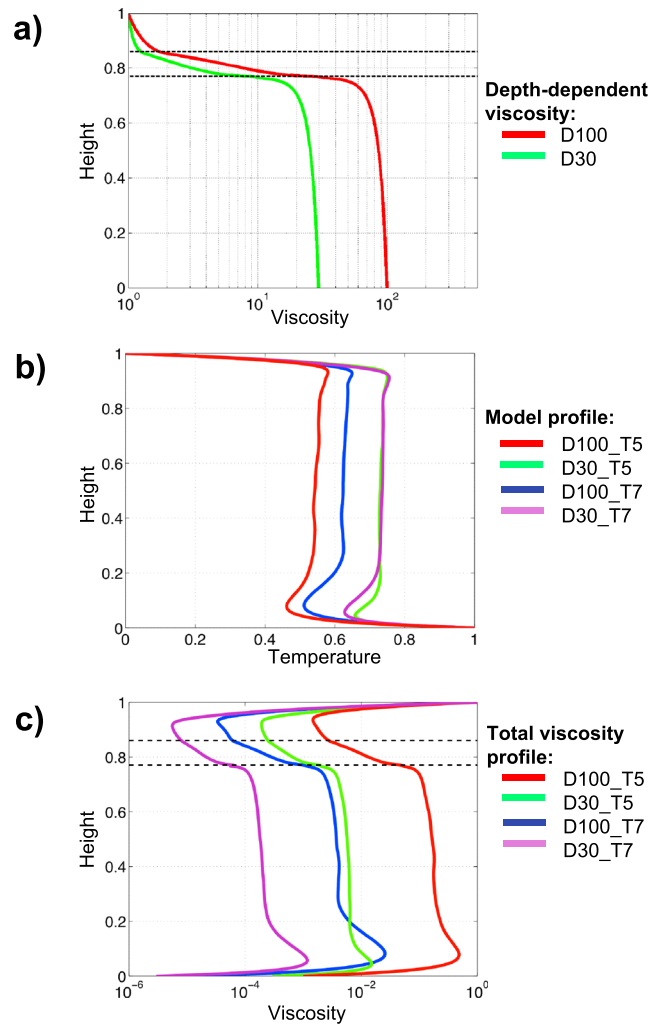 a)
1
0.8
0.6
0.4
0.2
0
Height
10^0
10^1
10^2
Viscosity
Depth-dependent
viscosity:
D100
D30
b)
1
0.8
0.6
0.4
0.2
0
Height
0
0.2
0.4
0.6
0.8
1
Temperature
Model profile:
D100_T5
D30_T5
D100_T7
D30_T7
c)
1
0.8
0.6
0.4
0.2
0
Height
10^−6
10^−4
10^−2
10^0
Viscosity
Total viscosity
profile:
D100_T5
D30_T5
D100_T7
D30_T7